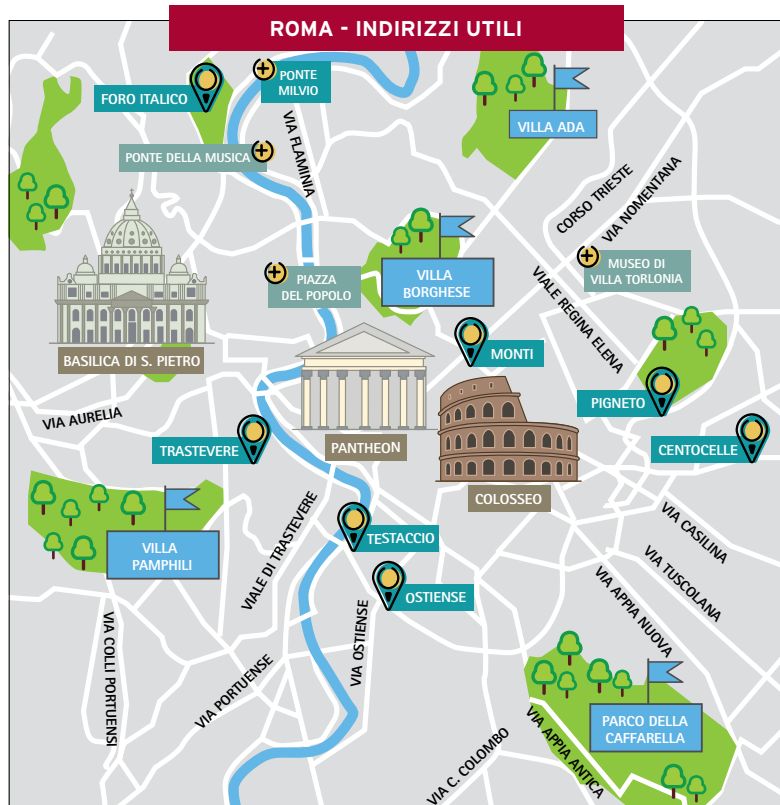 ROMA - INDIRIZZI UTILI
FORO ITALICO
PONTE
MILVIO
VILLA ADA
PONTE DELLA MUSICA
VIA FLAMINIA
CORSO TRIESTE
VIA NOMENTANA
PIAZZA
DEL POPOLO
VILLA
BORGHESE
MUSEO DI
VILLA TORLONIA
VIALE REGINA ELENA
BASILICA DI S. PIETRO
MONTI
PIGNETO
VIA AURELIA
TRASTEVERE
PANTHEON
CENTOCELLE
COLOSSEO
VILLA
PAMPHILI
VIALE DI TRASTEVERE
TESTACCIO
VIA CASILINA
VIA TUSCOLANA
OSTIENSE
VIA APPIA NUOVA
VIA COLLI PORTUENSI
VIA PORTUENSE
VIA OSTIENSE
PARCO DELLA
CAFFARELLA
VIA C. COLOMBO
VIA APPIA ANTICA